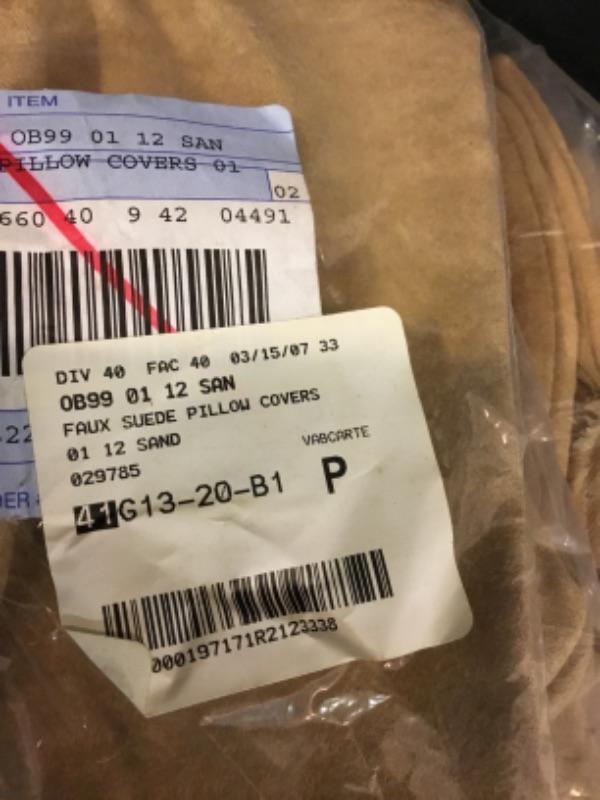 ITEM
OB99 01 12 SAN
PILLOW COVERS 01
02
660 40 9 42 04491
DIV 40 FAC 40 03/15/07 33
OB99 01 12 SAN
FAUX SUEDE PILLOW COVERS
01 12 SAND
VABCARTE
029785
41G13-20-B1 P
000197171R2123338
22
DER